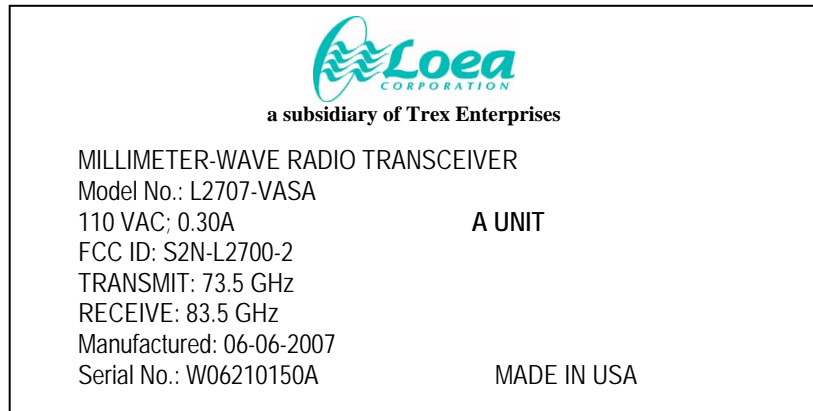 Loea
CORPORATION
a subsidiary of Trex Enterprises
MILLIMETER-WAVE RADIO TRANSCEIVER
Model No.: L2707-VASA
110 VAC; 0.30A A UNIT
FCC ID: S2N-L2700-2
TRANSMIT: 73.5 GHz
RECEIVE: 83.5 GHz
Manufactured: 06-06-2007
Serial No.: W06210150A MADE IN USA